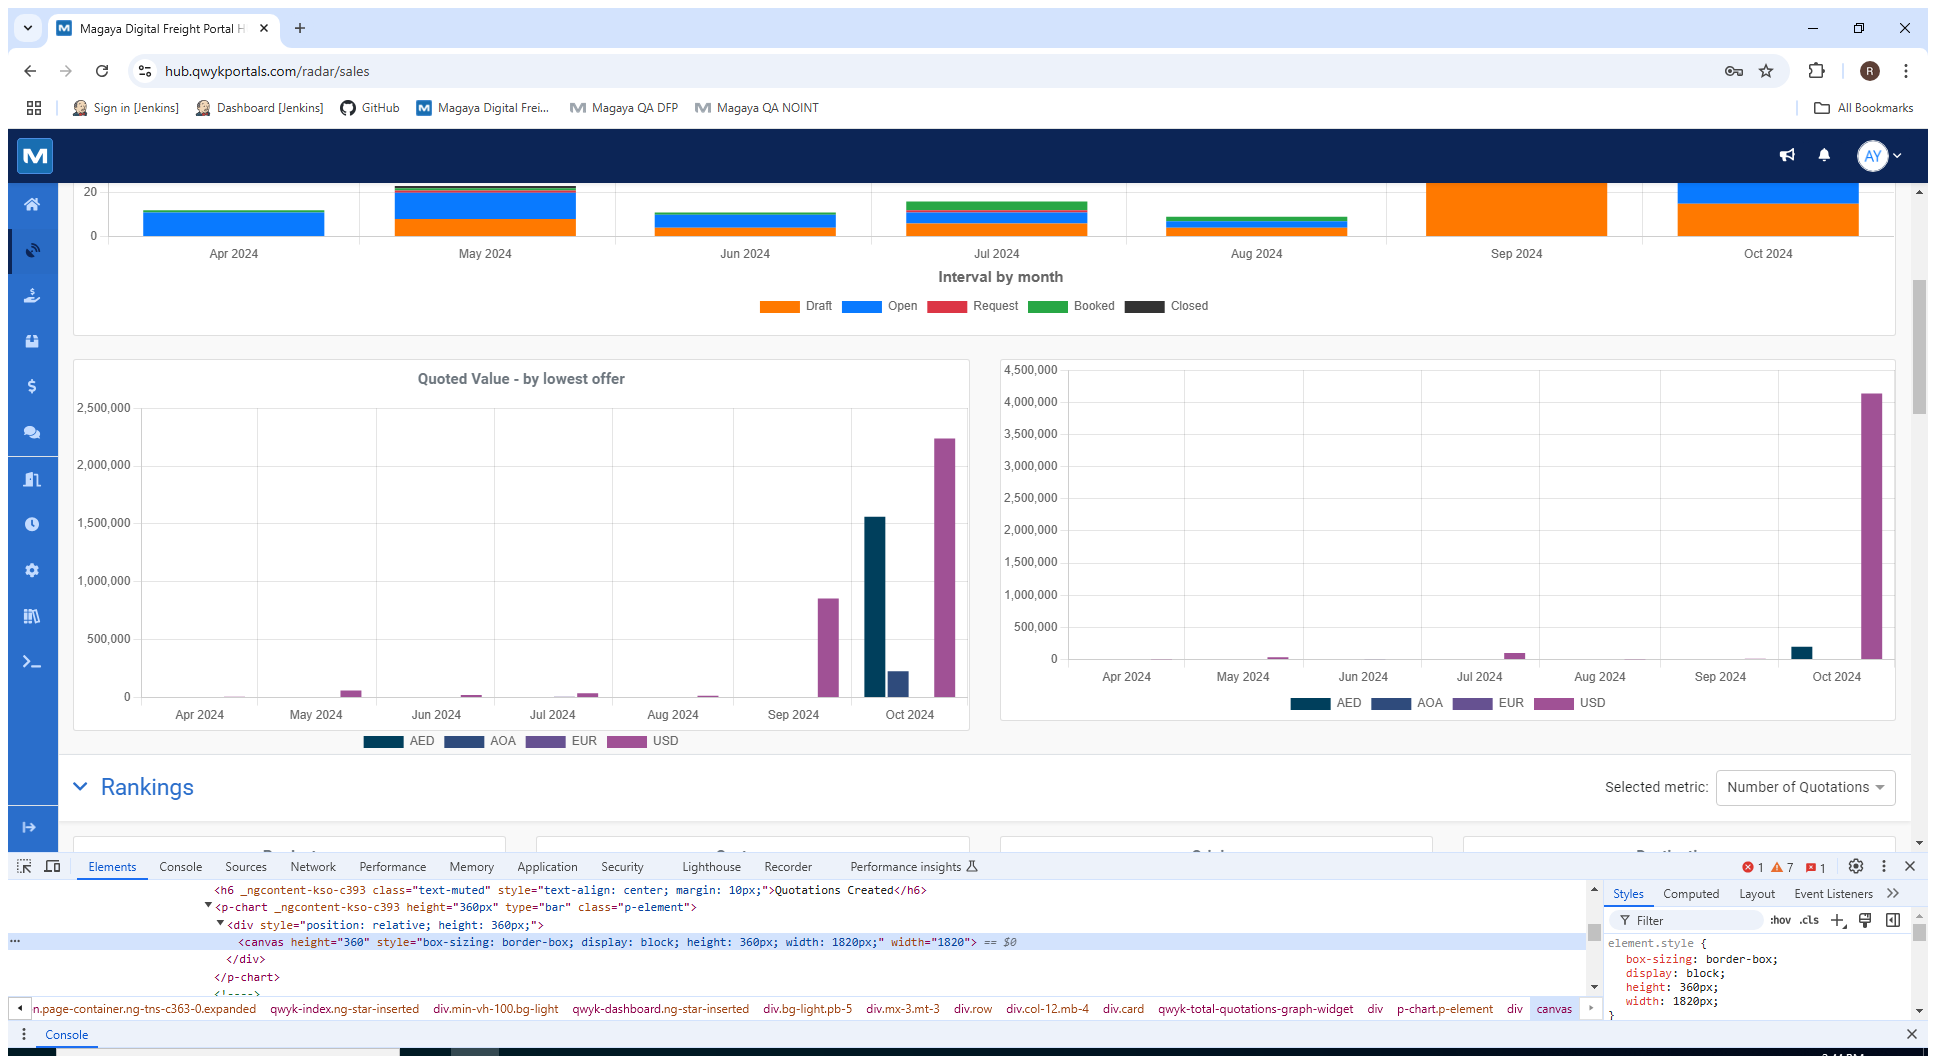 Magaya Digital Freight Portal H
hub.qwykportals.com/radar/sales
R
Sign in [Jenkins]
Dashboard [Jenkins]
GitHub
Magaya Digital Frei...
Magaya QA DFP
Magaya QA NOINT
All Bookmarks
AY
20
0
Apr 2024 May 2024 Jun 2024 Jul 2024 Aug 2024 Sep 2024 Oct 2024
Interval by month
Draft Open Request Booked Closed
Quoted Value - by lowest offer
2,500,000
2,000,000
1,500,000
1,000,000
500,000
0
Apr 2024 May 2024 Jun 2024 Jul 2024 Aug 2024 Sep 2024 Oct 2024
AED AOA EUR USD
4,500,000
4,000,000
3,500,000
3,000,000
2,500,000
2,000,000
1,500,000
1,000,000
500,000
0
Apr 2024 May 2024 Jun 2024 Jul 2024 Aug 2024 Sep 2024 Oct 2024
AED AOA EUR USD
Rankings
Selected metric: Number of Quotations
Elements Console Sources Network Performance Memory Application Security Lighthouse Recorder Performance insights
1 7 1
<h6 _ngcontent-kso-c393 class="text-muted" style="text-align: center; margin: 10px;">Quotations Created</h6>
<p-chart _ngcontent-kso-c393 height="360px" type="bar" class="p-element">
<div style="position: relative; height: 360px;">
<canvas height="360" style="box-sizing: border-box; display: block; height: 360px; width: 1820px;" width="1820"> == $0
</div>
</p-chart>
n.page-container.ng-tns-c363-0.expanded qwyk-index.ng-star-inserted div.min-vh-100.bg-light qwyk-dashboard.ng-star-inserted div.bg-light.pb-5 div.mx-3.mt-3 div.row div.col-12.mb-4 div.card qwyk-total-quotations-graph-widget div p-chart.p-element div canvas
Styles Computed Layout Event Listeners
Filter
:hov .cls
element.style {
box-sizing: border-box;
display: block;
height: 360px;
width: 1820px;
}
Console